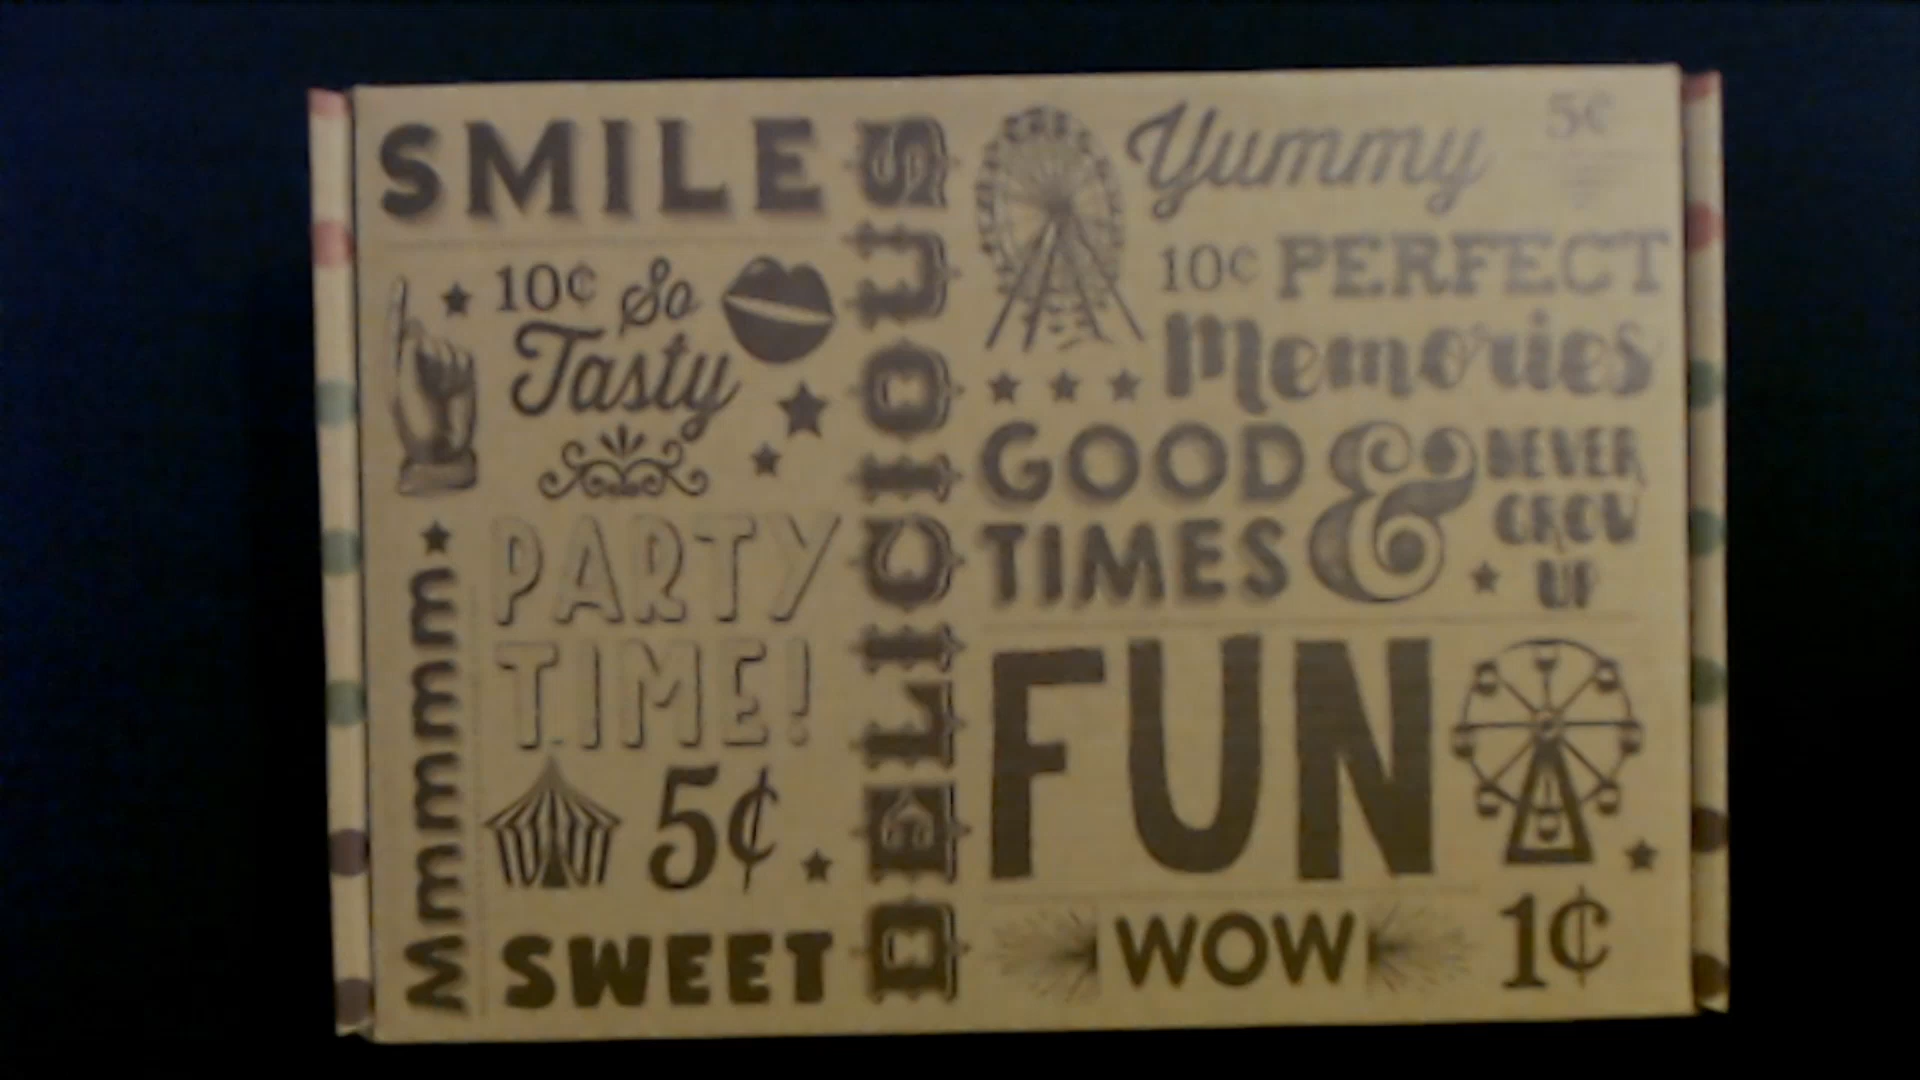 SMILE
10¢ So
Tasty
PARTY
TIME!
Mmmmmm
5¢
SWEET
DELICIOUS
Yummy
5¢
10¢ PERFECT
Memories
GOOD
TIMES
&
NEVER
GROW
UP
FUN
WOW
1¢